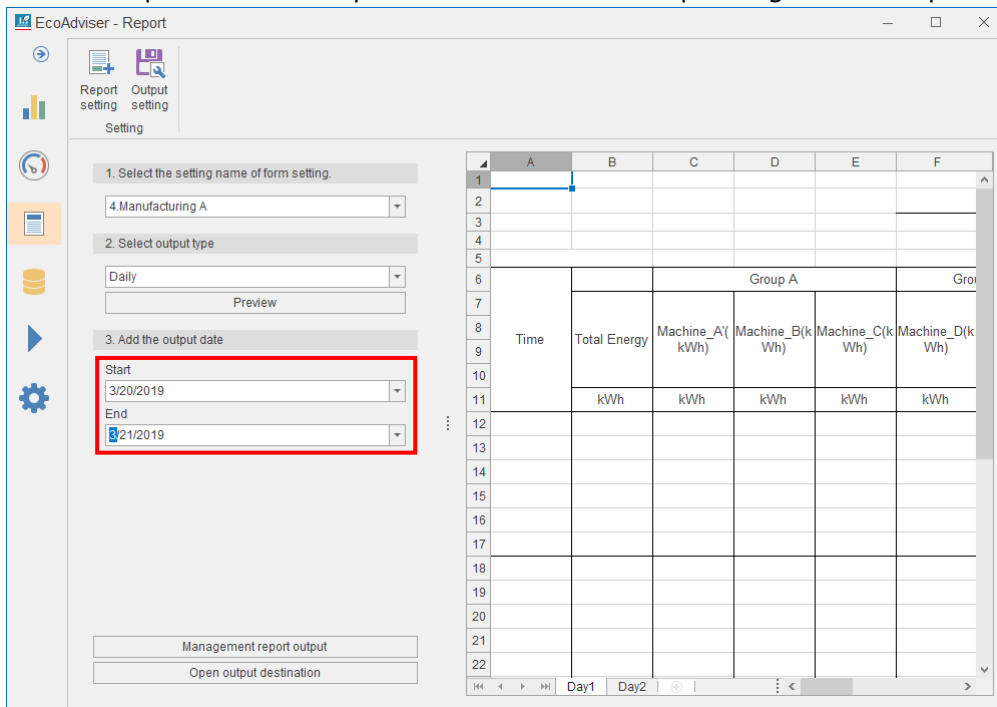 EcoAdviser - Report
Report setting
Output setting
Setting
1. Select the setting name of form setting.
4.Manufacturing A
2. Select output type
Daily
Preview
3. Add the output date
Start
3/20/2019
End
3/21/2019
Management report output
Open output destination
A B C D E F
1
2
3
4
5
6 Group A
7
8
9
10
Time
Total Energy
Machine_A'(kWh)
Machine_B(kWh)
Machine_C(kWh)
Machine_D(kWh)
11 kWh kWh kWh kWh kWh
12
13
14
15
16
17
18
19
20
21
22
Day1 Day2